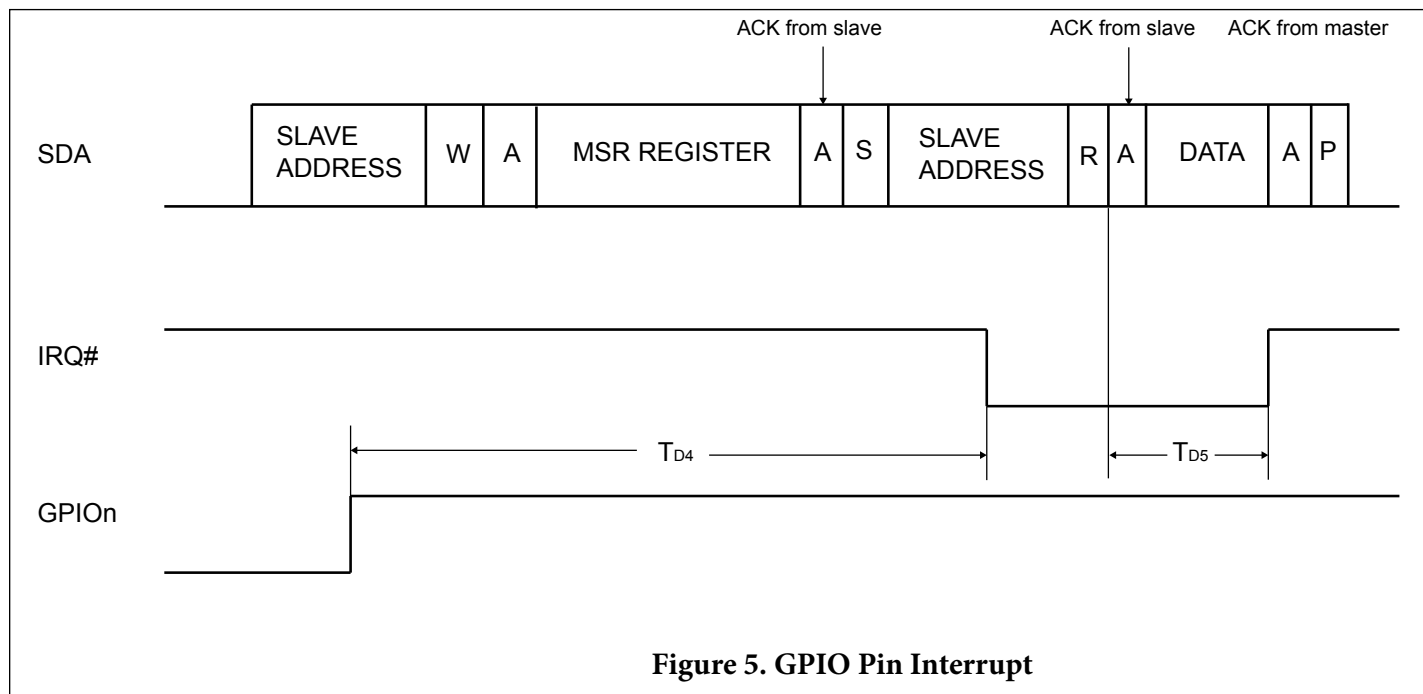 ACK from slave ACK from slave ACK from master
SDA SLAVE ADDRESS W A MSR REGISTER A S SLAVE ADDRESS R A DATA A P
IRQ#
TD4 TD5
GPIOn
Figure 5. GPIO Pin Interrupt